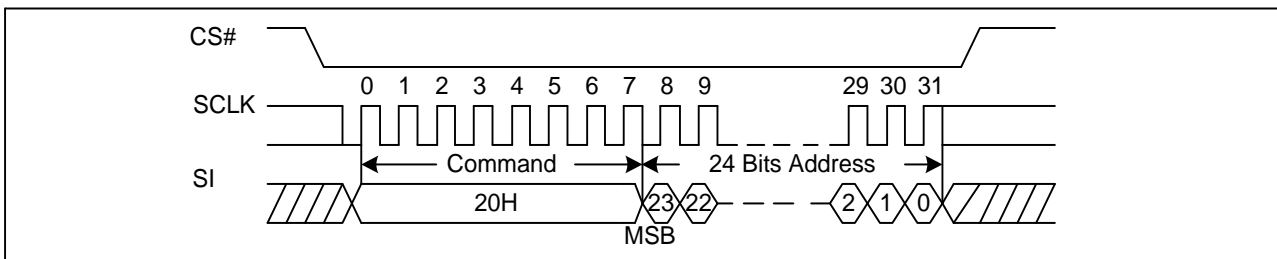 CS#
0 1 2 3 4 5 6 7 8 9 29 30 31
SCLK
Command 24 Bits Address
SI
20H 23 22 2 1 0
MSB